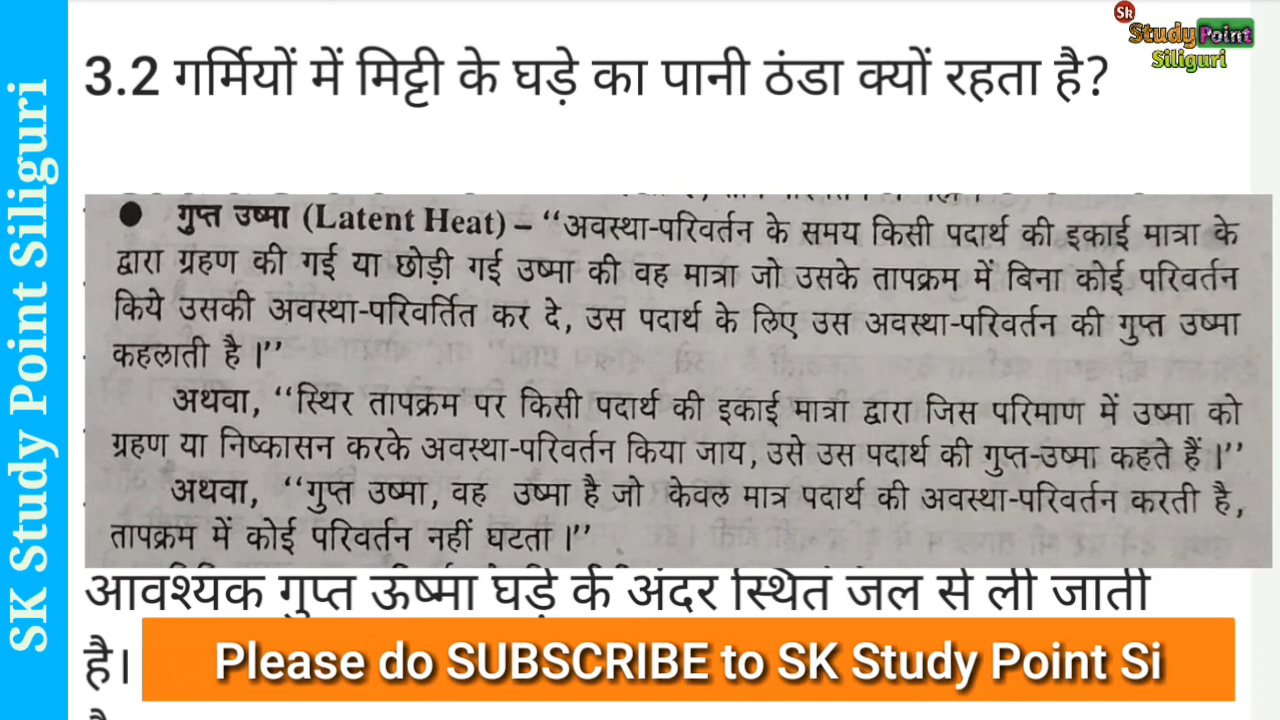 Sk
Study Point
Siliguri
SK Study Point Siliguri
3.2 गर्मियों में मिट्टी के घड़े का पानी ठंडा क्यों रहता है?
● गुप्त उष्मा (Latent Heat) – ‘‘अवस्था-परिवर्तन के समय किसी पदार्थ की इकाई मात्रा के
द्वारा ग्रहण की गई या छोड़ी गई उष्मा की वह मात्रा जो उसके तापक्रम में बिना कोई परिवर्तन
किये उसकी अवस्था-परिवर्तित कर दे, उस पदार्थ के लिए उस अवस्था-परिवर्तन की गुप्त उष्मा
कहलाती है ।’’
अथवा, ‘‘स्थिर तापक्रम पर किसी पदार्थ की इकाई मात्रा द्वारा जिस परिमाण में उष्मा को
ग्रहण या निष्कासन करके अवस्था-परिवर्तन किया जाय, उसे उस पदार्थ की गुप्त-उष्मा कहते हैं ।’’
अथवा, ‘‘गुप्त उष्मा, वह उष्मा है जो केवल मात्र पदार्थ की अवस्था-परिवर्तन करती है,
तापक्रम में कोई परिवर्तन नहीं घटता ।’’
आवश्यक गुप्त ऊष्मा घड़े के अंदर स्थित जल से ली जाती
है।
Please do SUBSCRIBE to SK Study Point Si